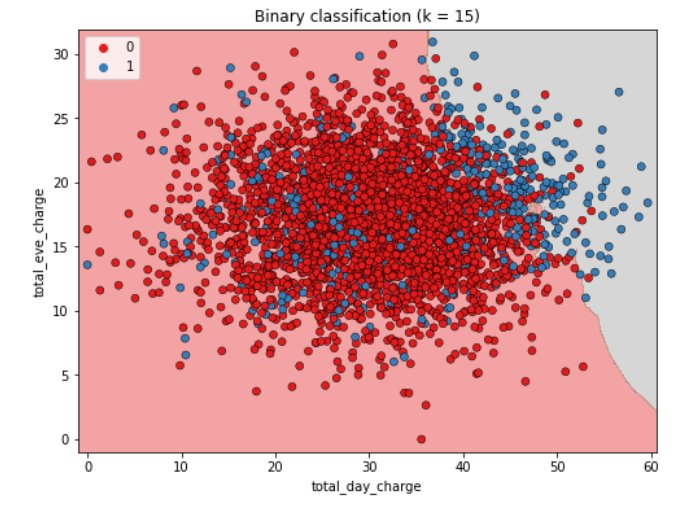 Binary classification (k = 15)
0
1
30
25
20
15
10
5
0
total_eve_charge
0 10 20 30 40 50 60
total_day_charge